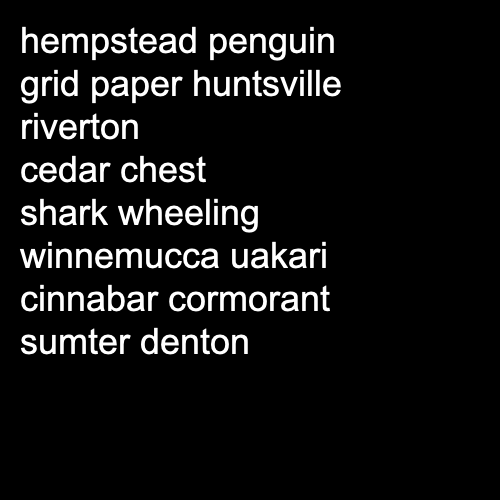 hempstead penguin
grid paper huntsville
riverton
cedar chest
shark wheeling
winnemucca uakari
cinnabar cormorant
sumter denton